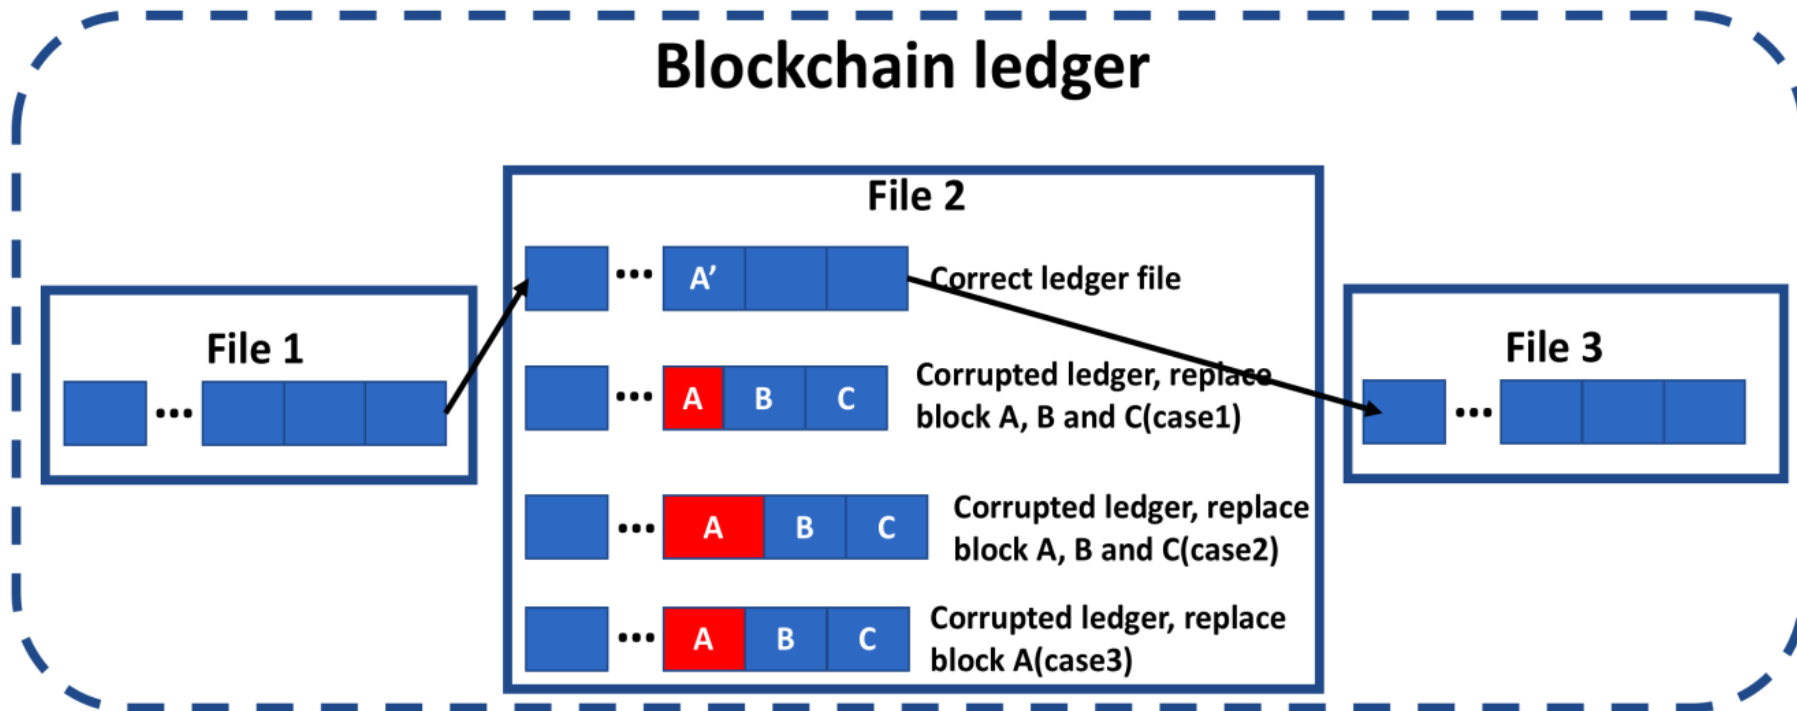 Blockchain ledger
File 1
File 2
... A’ Correct ledger file
... A B C Corrupted ledger, replace
block A, B and C(case1)
... A B C Corrupted ledger, replace
block A, B and C(case2)
... A B C Corrupted ledger, replace
block A(case3)
File 3